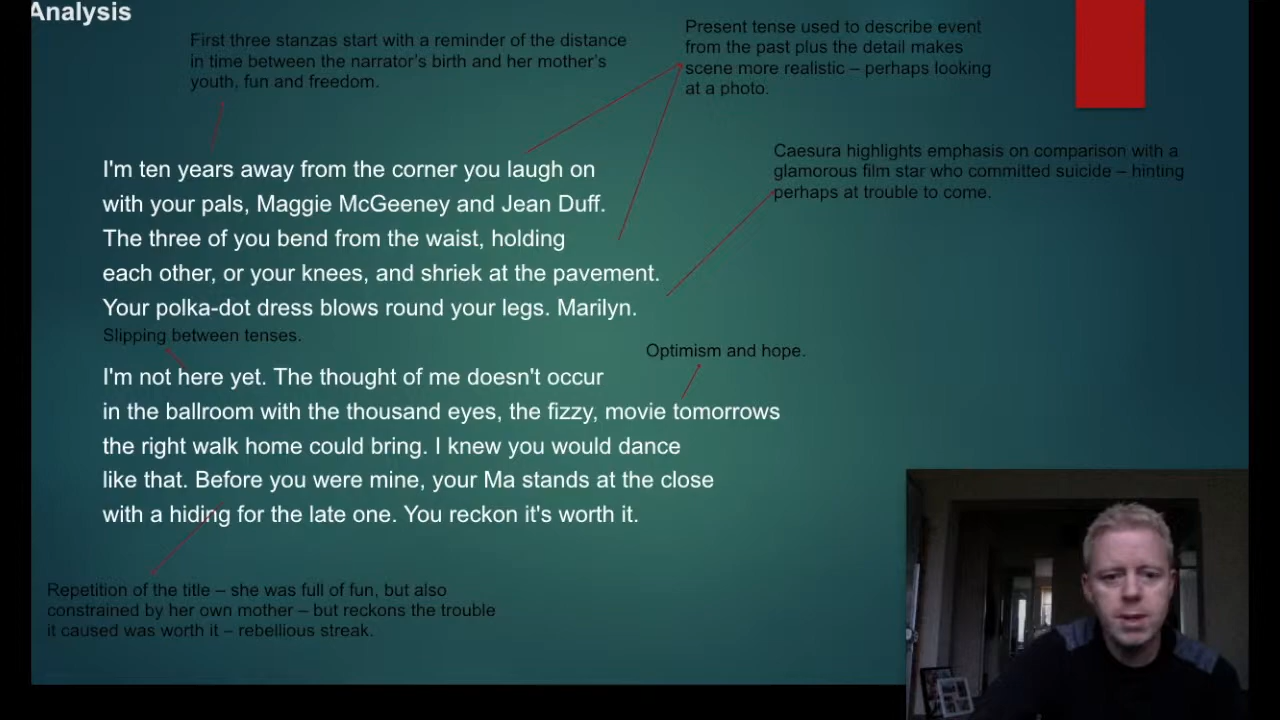 Analysis
First three stanzas start with a reminder of the distance
in time between the narrator's birth and her mother's
youth, fun and freedom.
Present tense used to describe event
from the past plus the detail makes
scene more realistic – perhaps looking
at a photo.
Caesura highlights emphasis on comparison with a
glamorous film star who committed suicide – hinting
perhaps at trouble to come.
I'm ten years away from the corner you laugh on
with your pals, Maggie McGeeney and Jean Duff.
The three of you bend from the waist, holding
each other, or your knees, and shriek at the pavement.
Your polka-dot dress blows round your legs. Marilyn.
Slipping between tenses.
Optimism and hope.
I'm not here yet. The thought of me doesn't occur
in the ballroom with the thousand eyes, the fizzy, movie tomorrows
the right walk home could bring. I knew you would dance
like that. Before you were mine, your Ma stands at the close
with a hiding for the late one. You reckon it's worth it.
Repetition of the title – she was full of fun, but also
constrained by her own mother – but reckons the trouble
it caused was worth it – rebellious streak.